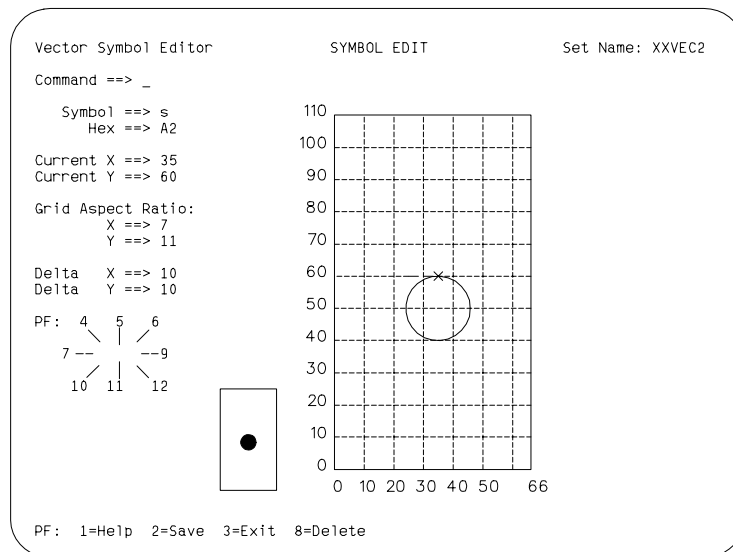 Vector Symbol Editor SYMBOL EDIT Set Name: XXVEC2
Command ==> _
Symbol ==> s
Hex ==> A2
Current X ==> 35
Current Y ==> 60
Grid Aspect Ratio:
X ==> 7
Y ==> 11
Delta X ==> 10
Delta Y ==> 10
PF: 4 5 6
7 -- --9
10 11 12
110
100
90
80
70
60
50
40
30
20
10
0
0 10 20 30 40 50 66
PF: 1=Help 2=Save 3=Exit 8=Delete